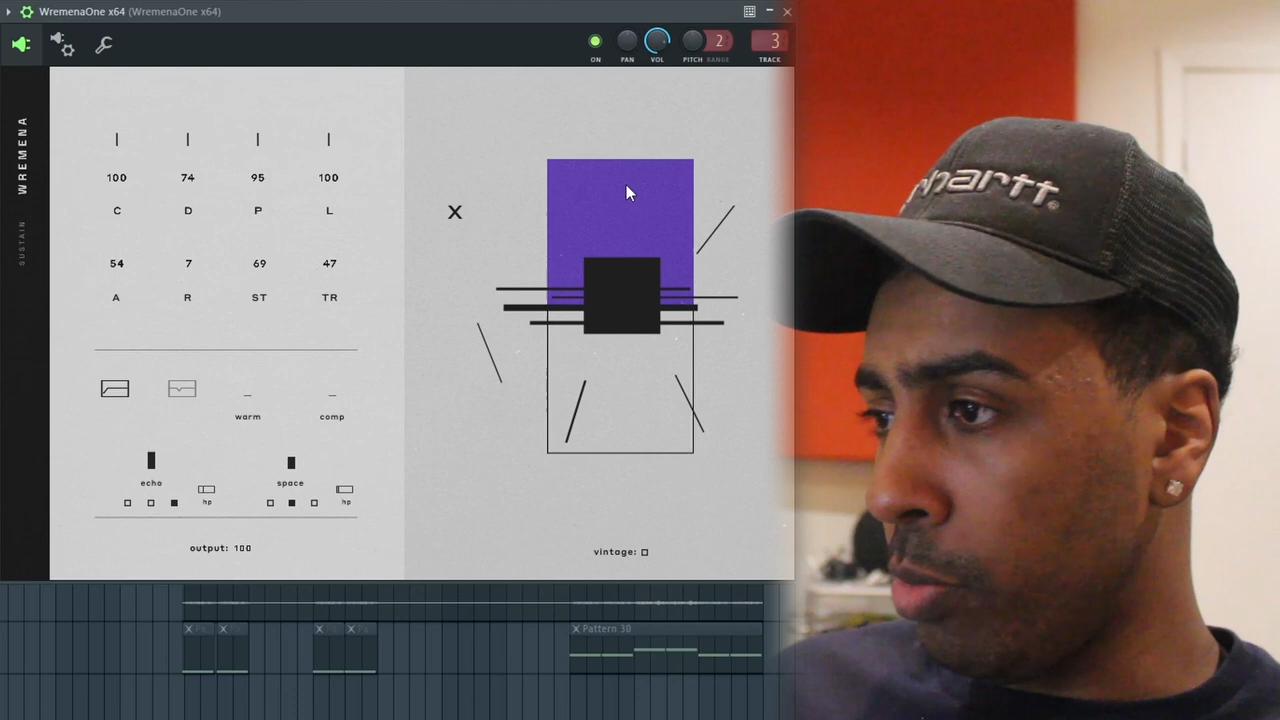 WremenaOne x64 (WremenaOne x64)
2
3
ON PAN VOL PITCH RANGE TRACK
WREMENA
SUSTAIN
100 74 95 100
C D P L
54 7 69 47
A R ST TR
warm comp
echo hp space hp
output: 100
X
vintage:
Pattern 30
carhartt